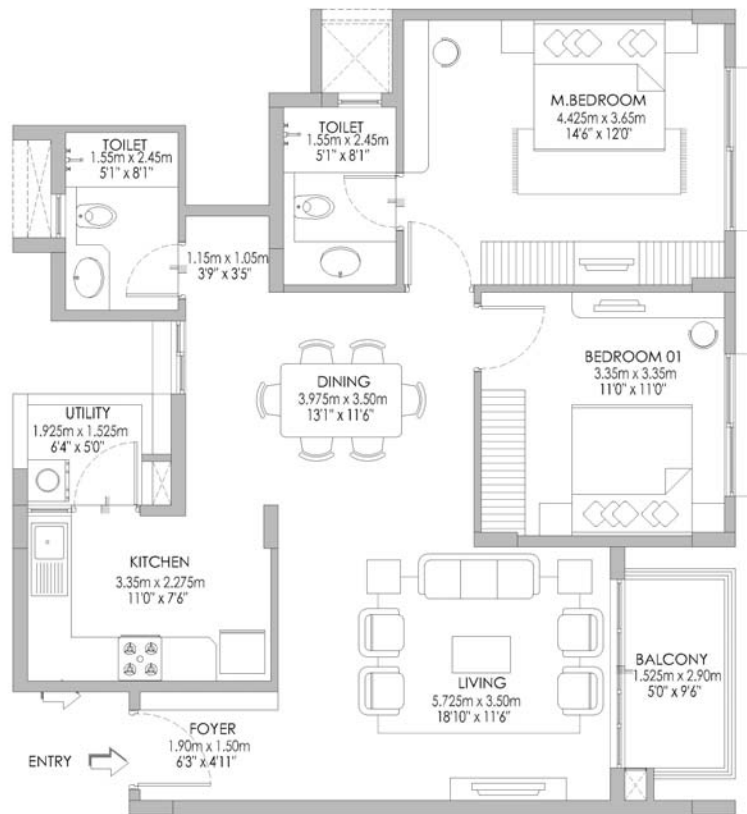 M.BEDROOM
4.425m x 3.65m
14'6" x 12'0"
TOILET
1.55m x 2.45m
5'1" x 8'1"
TOILET
1.55m x 2.45m
5'1" x 8'1"
1.15m x 1.05m
3'9" x 3'5"
BEDROOM 01
3.35m x 3.35m
11'0" x 11'0"
DINING
3.975m x 3.50m
13'1" x 11'6"
UTILITY
1.925m x 1.525m
6'4" x 5'0"
KITCHEN
3.35m x 2.275m
11'0" x 7'6"
LIVING
5.725m x 3.50m
18'10" x 11'6"
BALCONY
1.525m x 2.90m
5'0" x 9'6"
FOYER
1.90m x 1.50m
6'3" x 4'11"
ENTRY